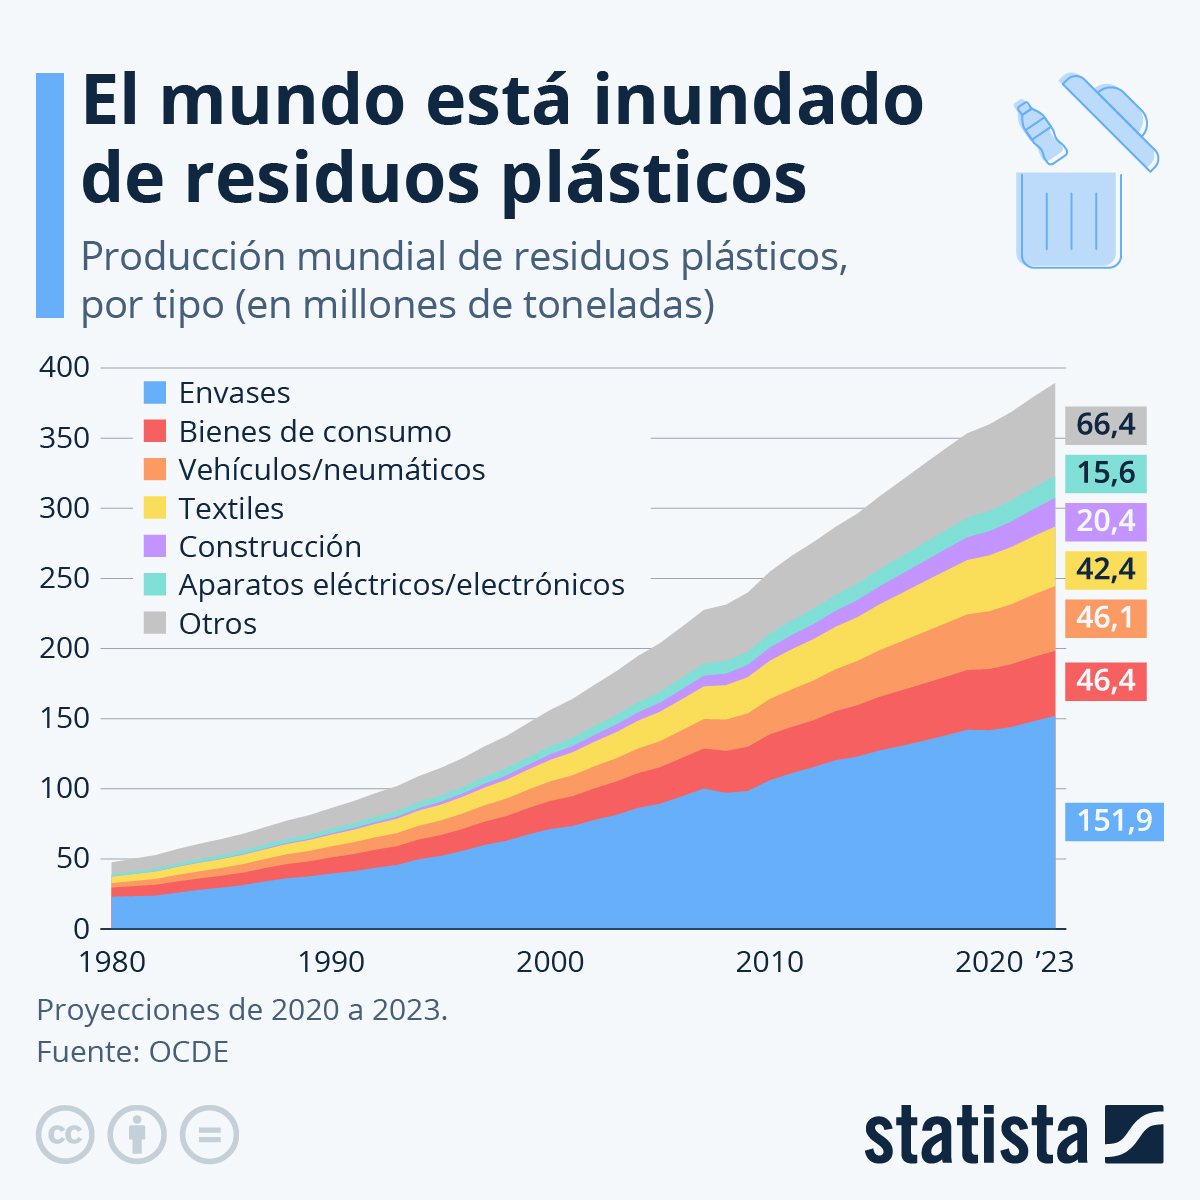 El mundo está inundado
de residuos plásticos
Producción mundial de residuos plásticos,
por tipo (en millones de toneladas)
400
350
300
250
200
150
100
50
0
Envases
Bienes de consumo
Vehículos/neumáticos
Textiles
Construcción
Aparatos eléctricos/electrónicos
Otros
66,4
15,6
20,4
42,4
46,1
46,4
151,9
1980 1990 2000 2010 2020 ’23
Proyecciones de 2020 a 2023.
Fuente: OCDE
cc
statista